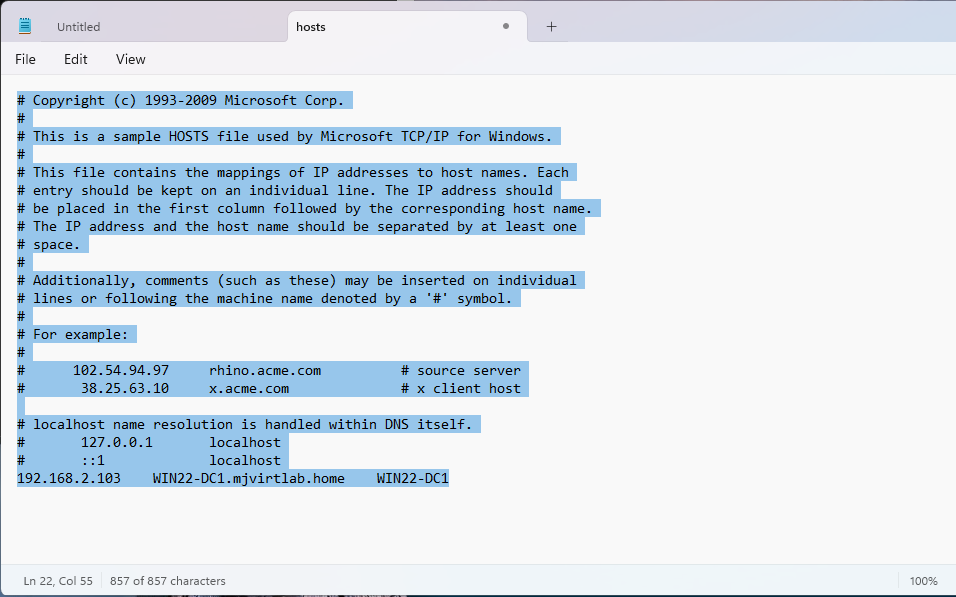 Untitled
hosts
File Edit View
# Copyright (c) 1993-2009 Microsoft Corp.
#
# This is a sample HOSTS file used by Microsoft TCP/IP for Windows.
#
# This file contains the mappings of IP addresses to host names. Each
# entry should be kept on an individual line. The IP address should
# be placed in the first column followed by the corresponding host name.
# The IP address and the host name should be separated by at least one
# space.
#
# Additionally, comments (such as these) may be inserted on individual
# lines or following the machine name denoted by a '#' symbol.
#
# For example:
#
#      102.54.94.97     rhino.acme.com          # source server
#       38.25.63.10     x.acme.com              # x client host

# localhost name resolution is handled within DNS itself.
#       127.0.0.1       localhost
#       ::1             localhost
192.168.2.103    WIN22-DC1.mjvirtlab.home    WIN22-DC1
Ln 22, Col 55 857 of 857 characters 100%